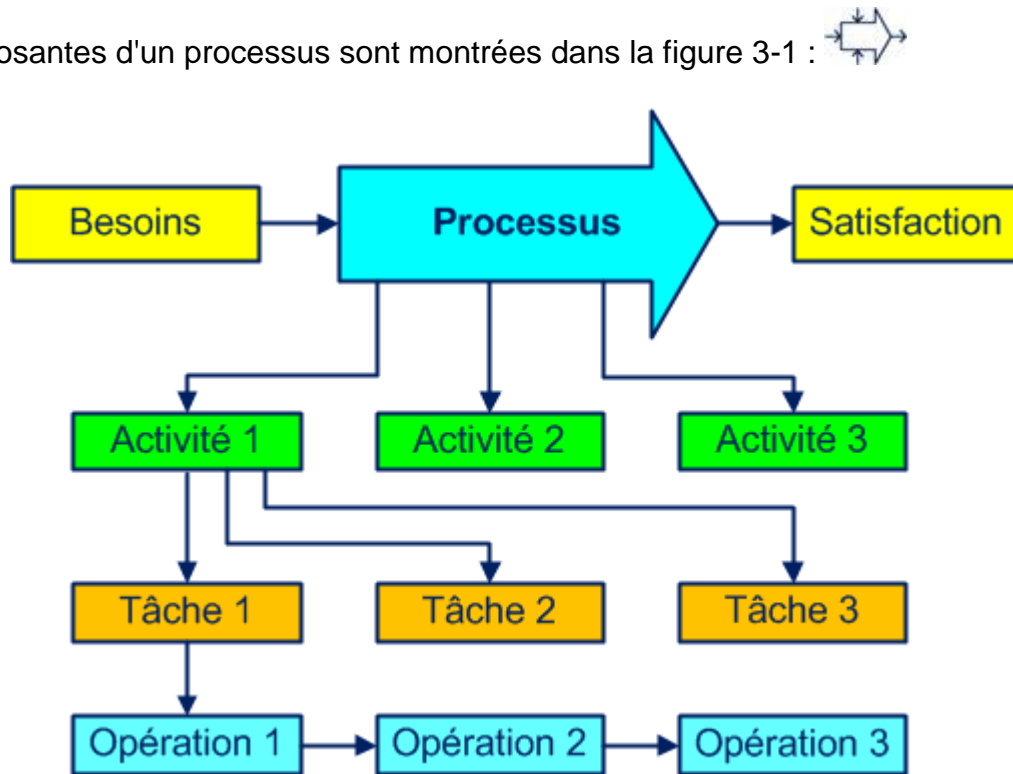 osantes d'un processus sont montrées dans la figure 3-1 :
Besoins Processus Satisfaction
Activité 1 Activité 2 Activité 3
Tâche 1 Tâche 2 Tâche 3
Opération 1 Opération 2 Opération 3